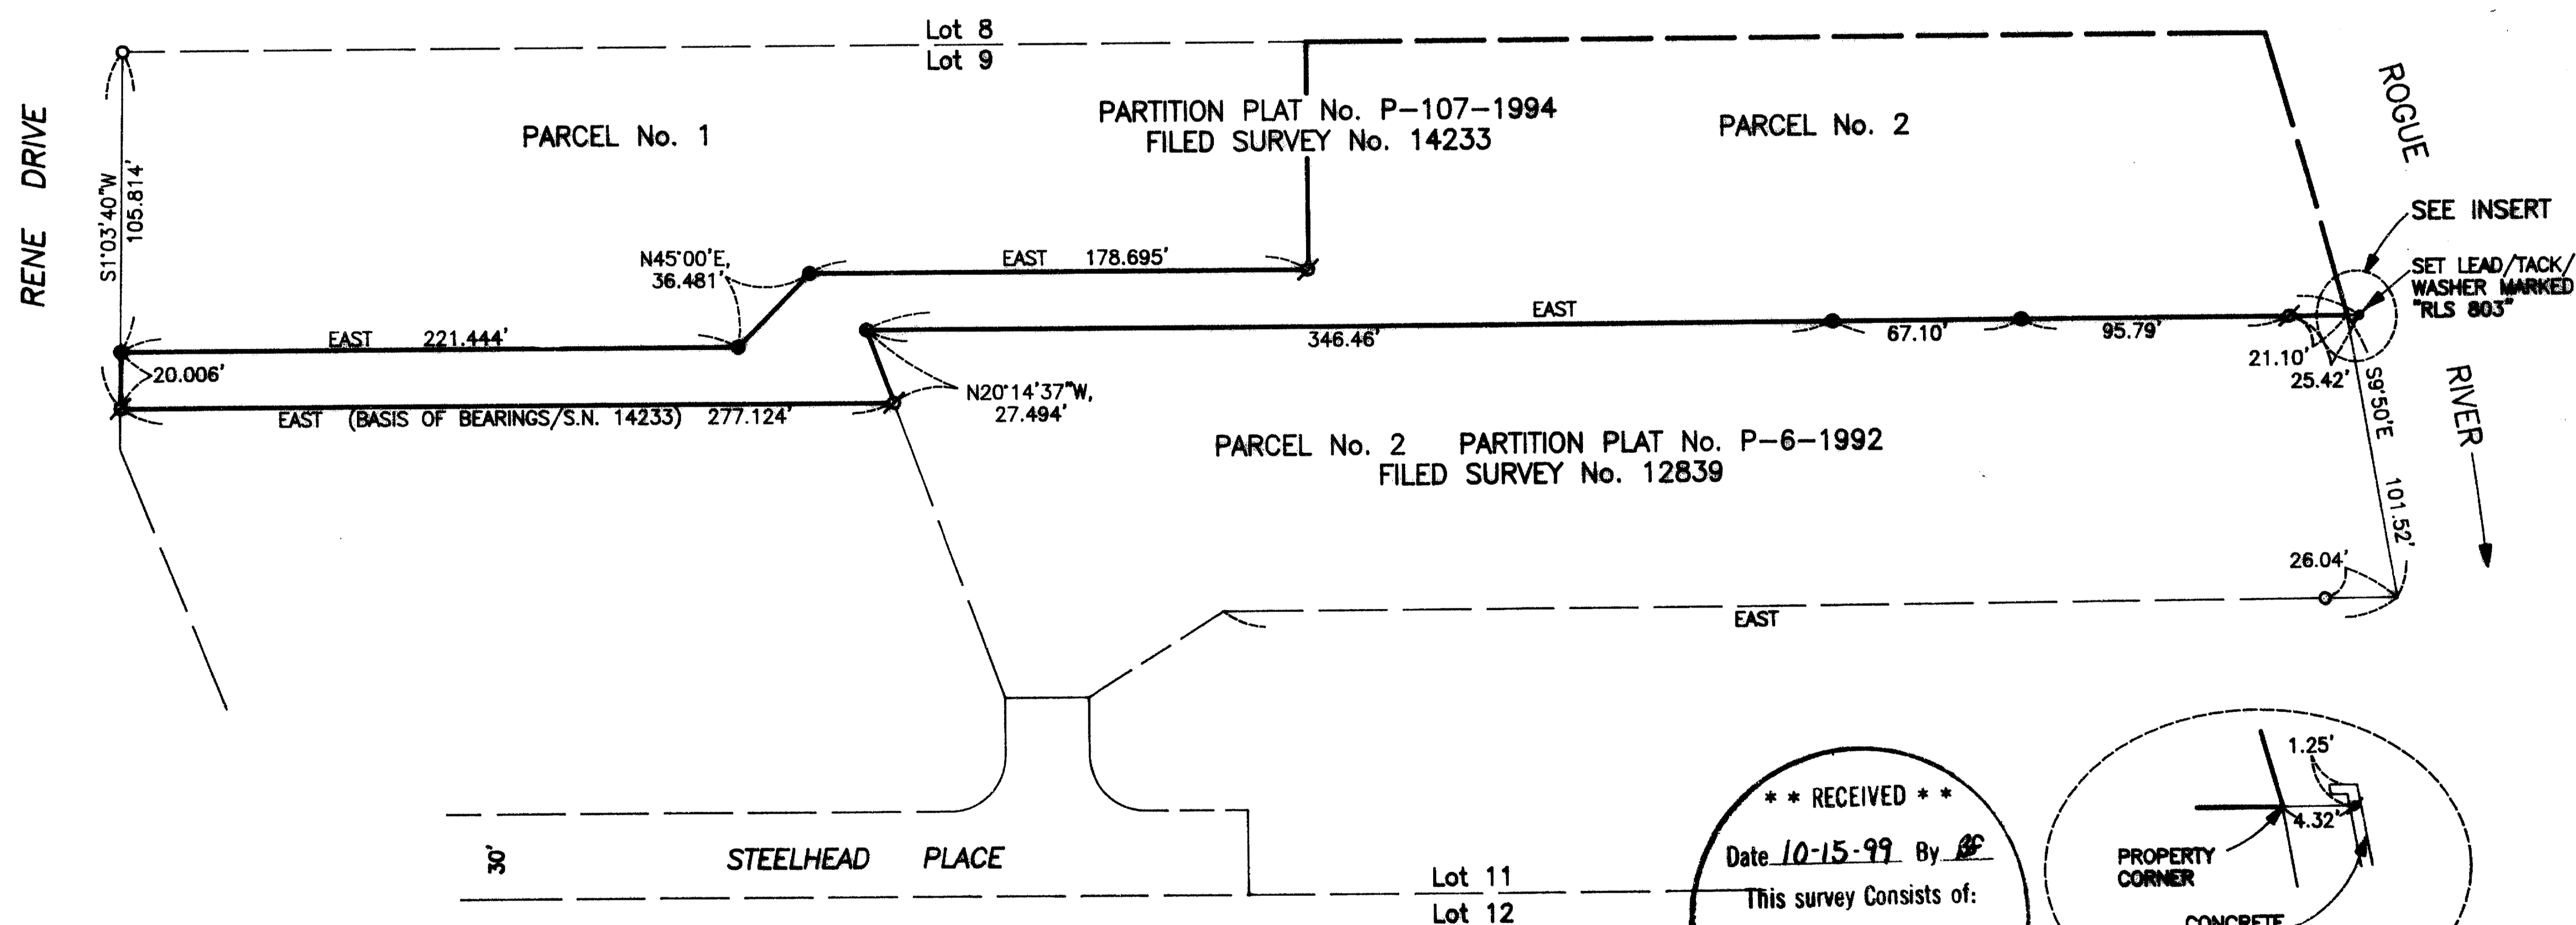 Lot 8
Lot 9
RENE DRIVE
S1°03'40"W
105.814'
PARCEL No. 1
PARTITION PLAT No. P-107-1994
FILED SURVEY No. 14233
PARCEL No. 2
ROGUE
SEE INSERT
SET LEAD/TACK/
WASHER MARKED
"RLS 803"
N45°00'E,
36.481'
EAST 178.695'
EAST 221.444'
20.006'
EAST (BASIS OF BEARINGS/S.N. 14233) 277.124'
EAST
346.46'
67.10'
95.79'
21.10'
25.42'
N20°14'37"W,
27.494'
S9°50'E 101.52'
RIVER
PARCEL No. 2 PARTITION PLAT No. P-6-1992
FILED SURVEY No. 12839
26.04'
EAST
30'
STEELHEAD PLACE
Lot 11
Lot 12
* * RECEIVED * *
Date 10-15-99 By
This survey Consists of:
1.25'
4.32'
PROPERTY
CORNER
CONCRETE